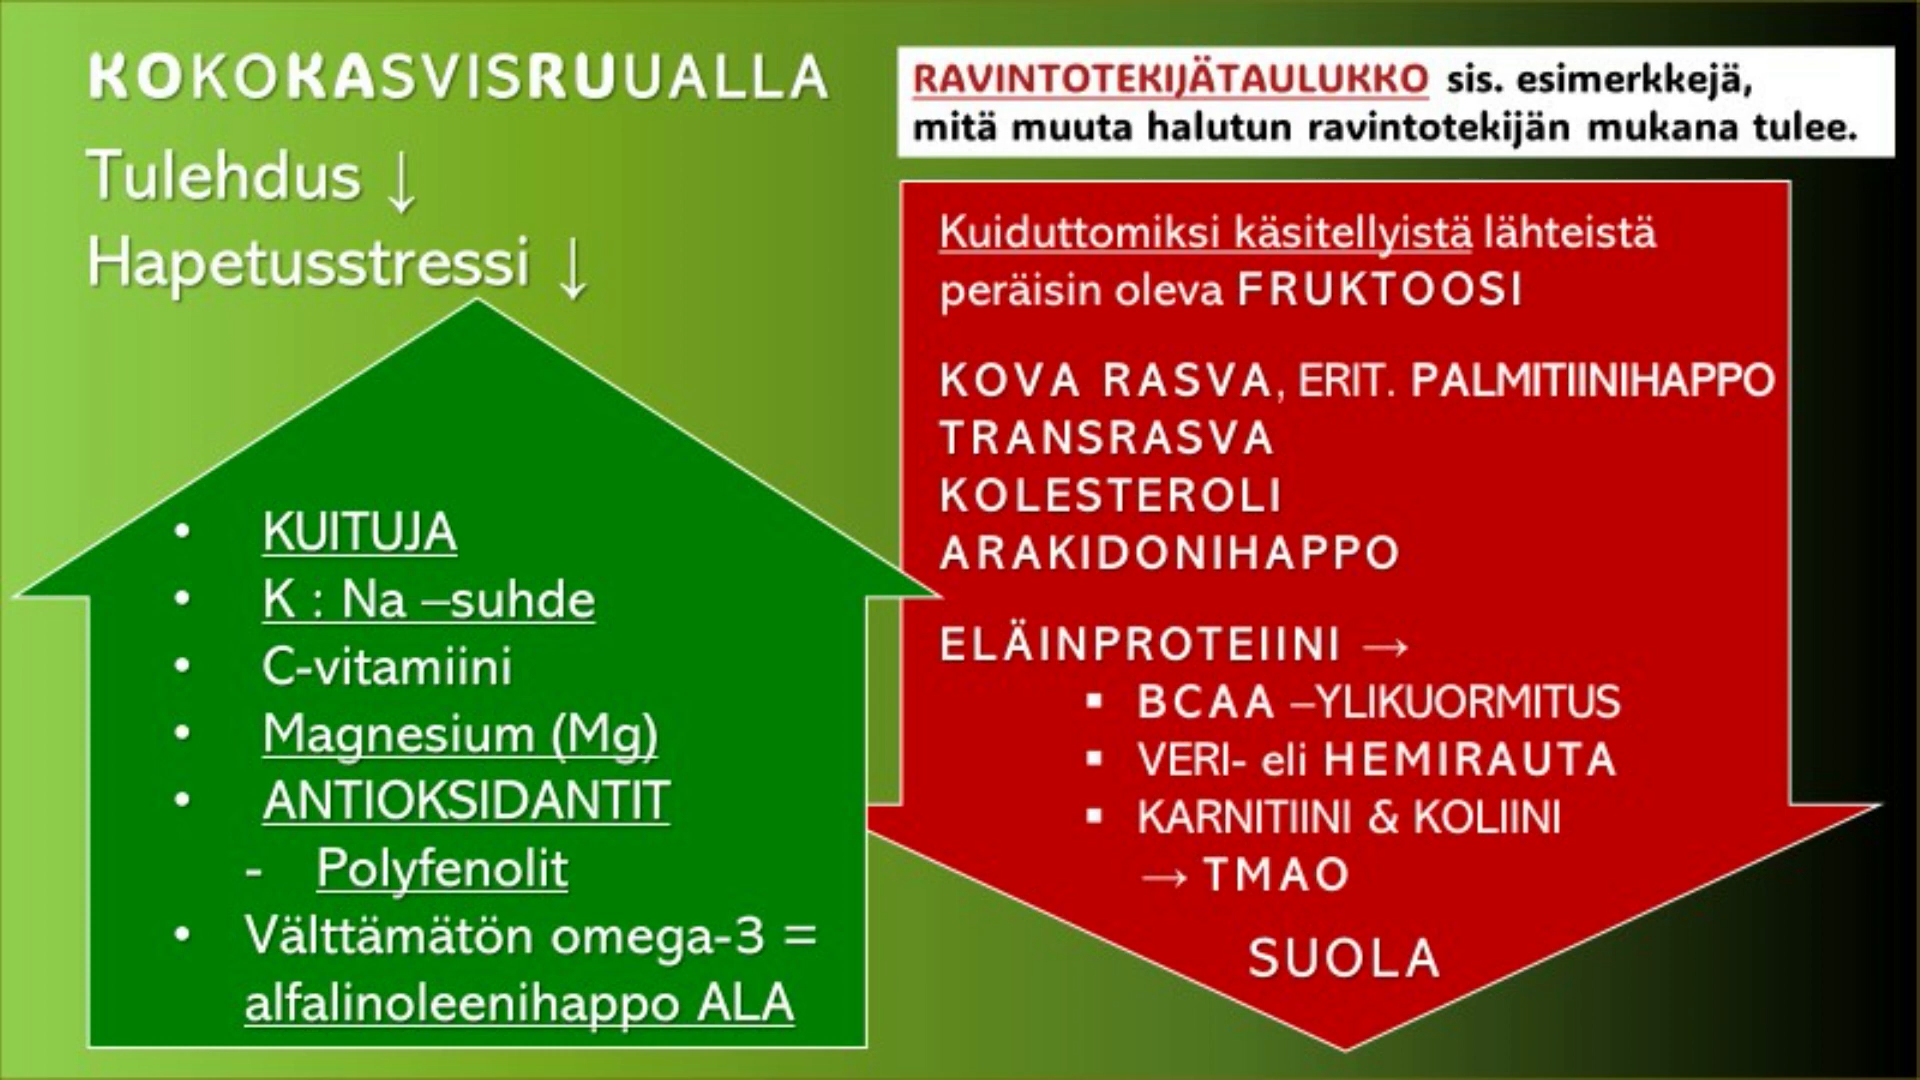 KOKOKASVISRUUALLA
Tulehdus ↓
Hapetusstressi ↓
• KUITUJA
• K : Na –suhde
• C-vitamiini
• Magnesium (Mg)
• ANTIOKSIDANTIT
- Polyfenolit
• Välttämätön omega-3 =
alfalinoleenihappo ALA
RAVINTOTEKIJÄTAULUKKO sis. esimerkkejä,
mitä muuta halutun ravintotekijän mukana tulee.
Kuiduttomiksi käsitellyistä lähteistä
peräisin oleva FRUKTOOSI
KOVA RASVA, ERIT. PALMITIINIHAPPO
TRANSRASVA
KOLESTEROLI
ARAKIDONIHAPPO
ELÄINPROTEIINI →
▪ BCAA –YLIKUORMITUS
▪ VERI- eli HEMIRAUTA
▪ KARNITIINI & KOLIINI
→ TMAO
SUOLA